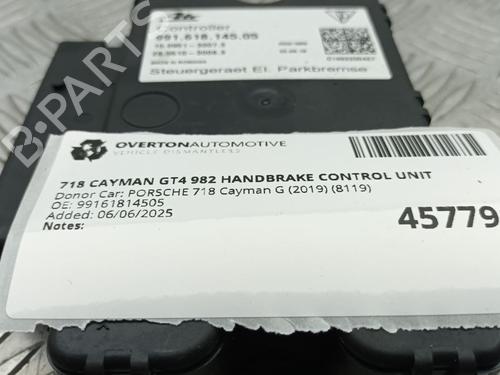 ate
Controller
991.618.145.05
Steuergeraet El. Parkbremse
B-PARTS
OVERTONAUTOMOTIVE
VEHICLE DISMANTLERS
718 CAYMAN GT4 982 HANDBRAKE CONTROL UNIT
Donor Car: PORSCHE 718 Cayman G (2019) (8119)
OE: 99161814505
Added: 06/06/2025
Notes:
45779